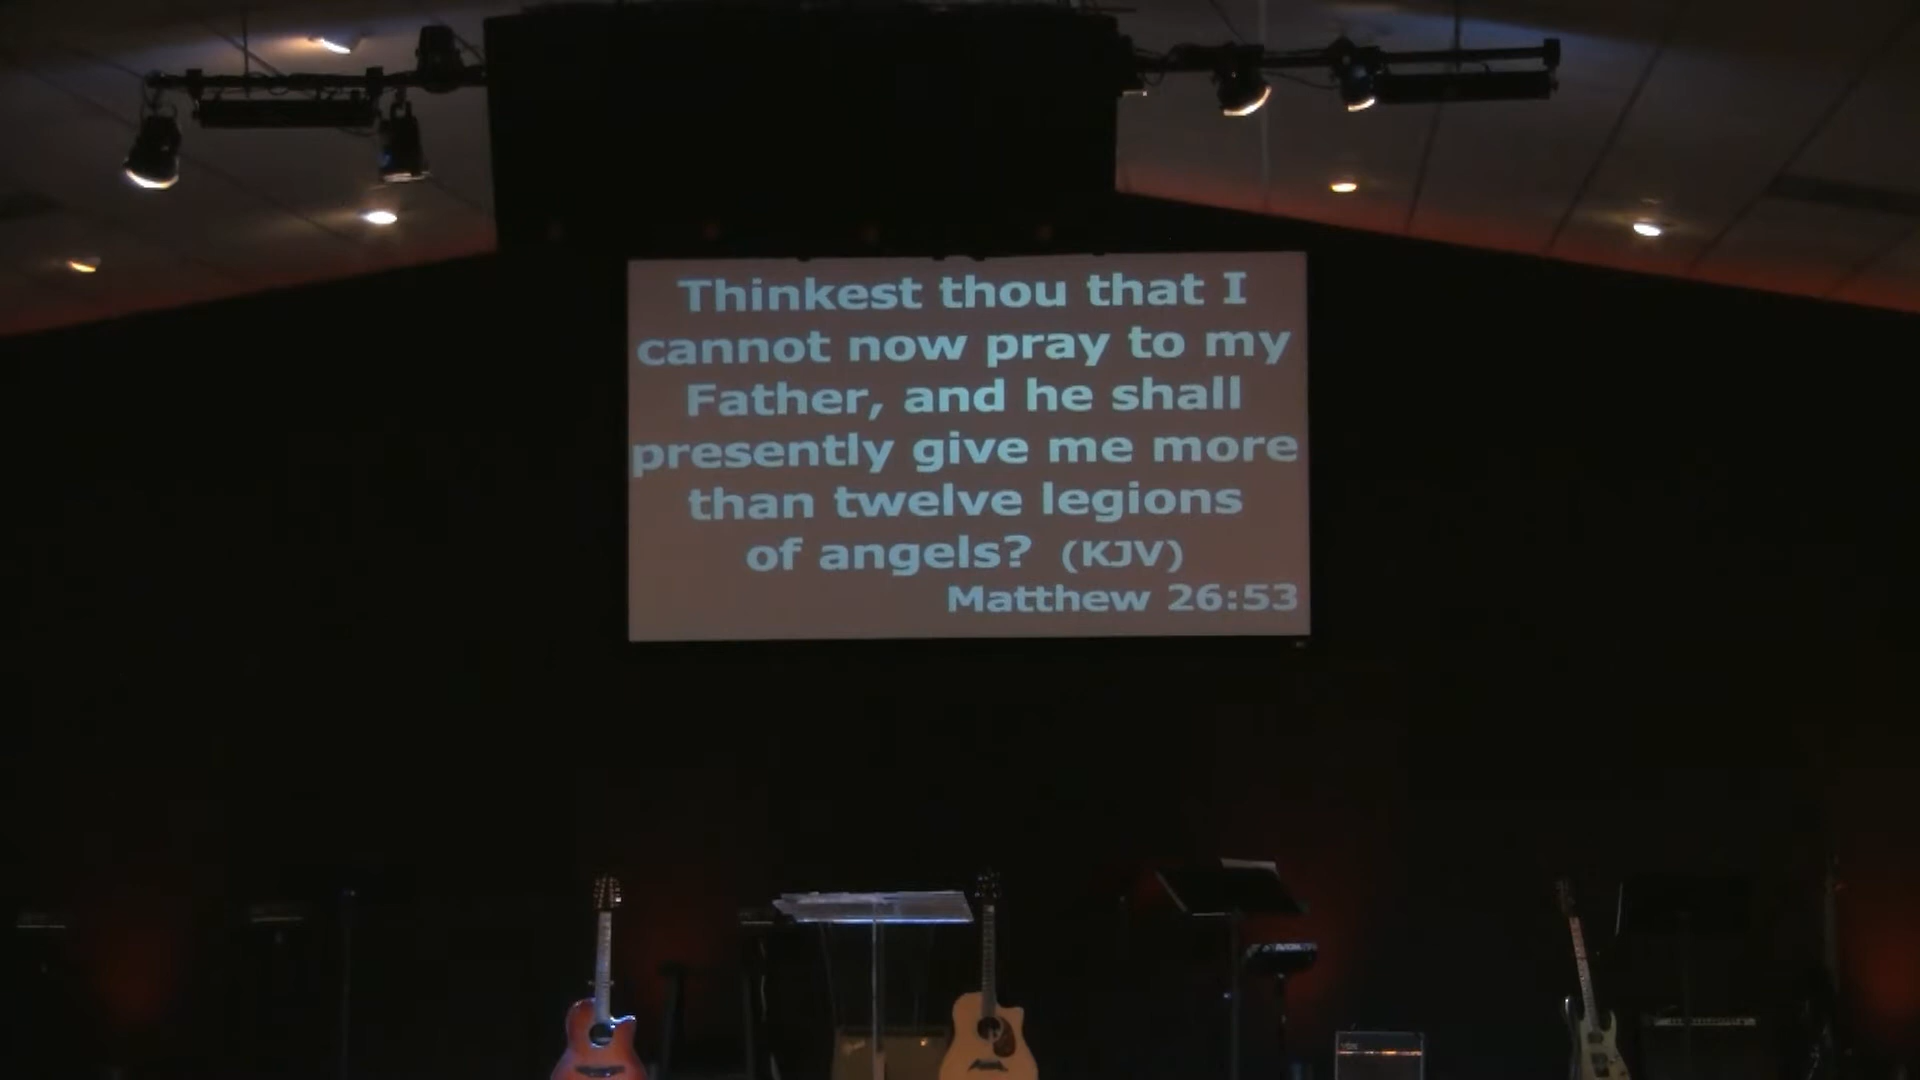 Thinkest thou that I
cannot now pray to my
Father, and he shall
presently give me more
than twelve legions
of angels? (KJV)
Matthew 26:53